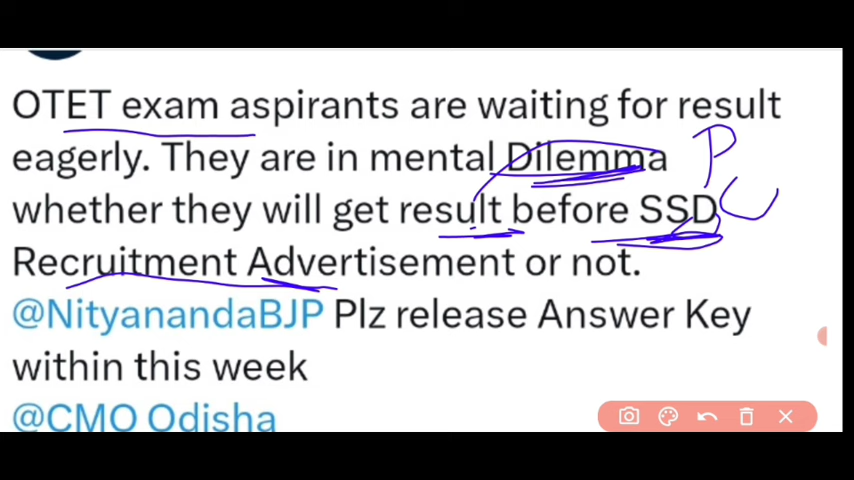 OTET exam aspirants are waiting for result
eagerly. They are in mental Dilemma
P
whether they will get result before SSD
U
Recruitment Advertisement or not.
@NityanandaBJP Plz release Answer Key
within this week
@CMO Odisha